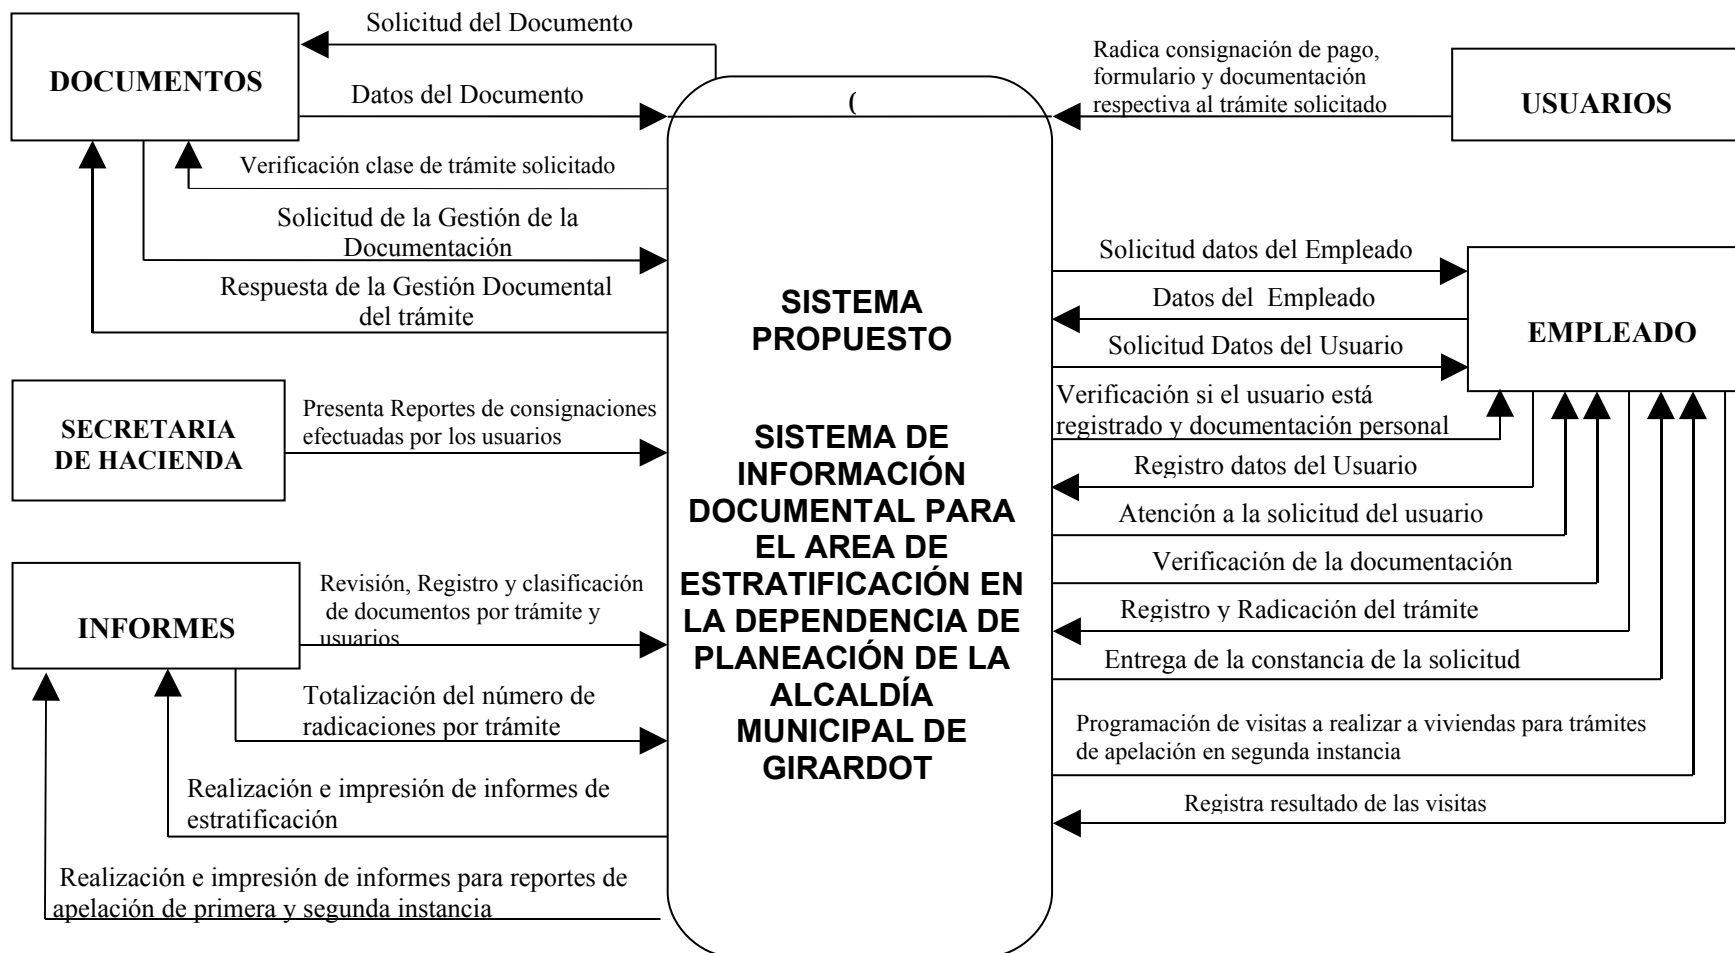 Solicitud del Documento
DOCUMENTOS
Datos del Documento
Verificación clase de trámite solicitado
Solicitud de la Gestión de la
Documentación
Respuesta de la Gestión Documental
del trámite
SECRETARIA
DE HACIENDA
Presenta Reportes de consignaciones
efectuadas por los usuarios
INFORMES
Revisión, Registro y clasificación
de documentos por trámite y
usuarios
Totalización del número de
radicaciones por trámite
Realización e impresión de informes de
estratificación
Realización e impresión de informes para reportes de
apelación de primera y segunda instancia
(
SISTEMA
PROPUESTO
SISTEMA DE
INFORMACIÓN
DOCUMENTAL PARA
EL AREA DE
ESTRATIFICACIÓN EN
LA DEPENDENCIA DE
PLANEACIÓN DE LA
ALCALDÍA
MUNICIPAL DE
GIRARDOT
Radica consignación de pago,
formulario y documentación
respectiva al trámite solicitado
USUARIOS
Solicitud datos del Empleado
Datos del  Empleado
EMPLEADO
Solicitud Datos del Usuario
Verificación si el usuario está
registrado y documentación personal
Registro datos del Usuario
Atención a la solicitud del usuario
Verificación de la documentación
Registro y Radicación del trámite
Entrega de la constancia de la solicitud
Programación de visitas a realizar a viviendas para trámites
de apelación en segunda instancia
Registra resultado de las visitas